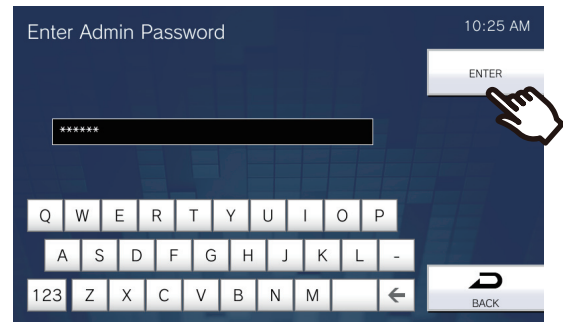 Enter Admin Password
10:25 AM
ENTER
******
Q W E R T Y U I O P
A S D F G H J K L -
123 Z X C V B N M ←
BACK